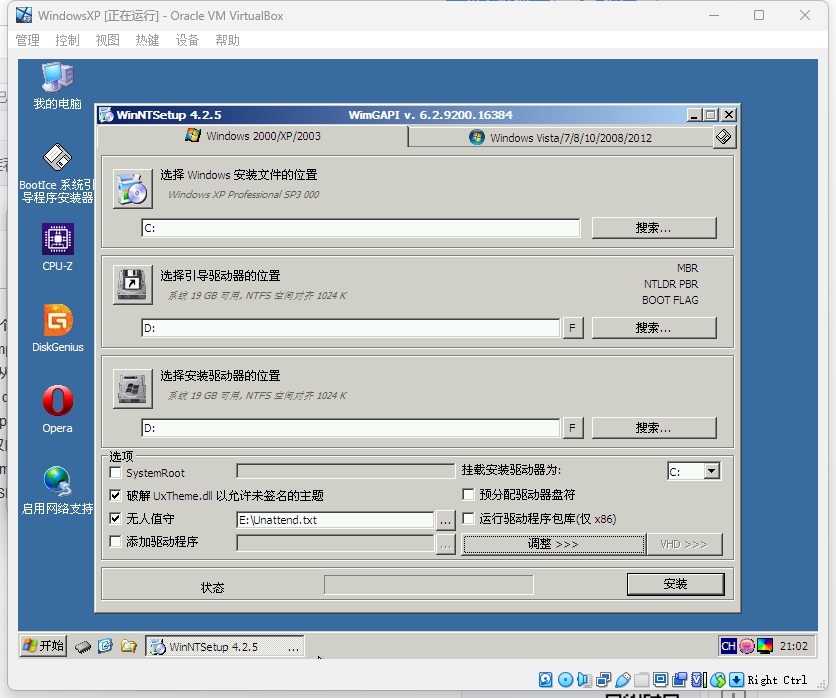 WindowsXP [正在运行] - Oracle VM VirtualBox
管理 控制 视图 热键 设备 帮助
我的电脑
BootIce 系统引
导程序安装器
CPU-Z
DiskGenius
Opera
启用网络支持
WinNTSetup 4.2.5 WimGAPI v. 6.2.9200.16384
Windows 2000/XP/2003 Windows Vista/7/8/10/2008/2012
选择 Windows 安装文件的位置
Windows XP Professional SP3 000
C: 搜索...
选择引导驱动器的位置
系统 19 GB 可用, NTFS 空间对齐 1024 K
MBR
NTLDR PBR
BOOT FLAG
D: F 搜索...
选择安装驱动器的位置
系统 19 GB 可用, NTFS 空间对齐 1024 K
D: F 搜索...
选项
SystemRoot 挂载安装驱动器为: C:
破解 UxTheme.dll 以允许未签名的主题 预分配驱动器盘符
无人值守 E:\Unattend.txt ... 运行驱动程序包库(仅 x86)
添加驱动程序 ... 调整 >>> VHD >>>
状态 安装
开始 WinNTSetup 4.2.5 ... CH 21:02
Right Ctrl